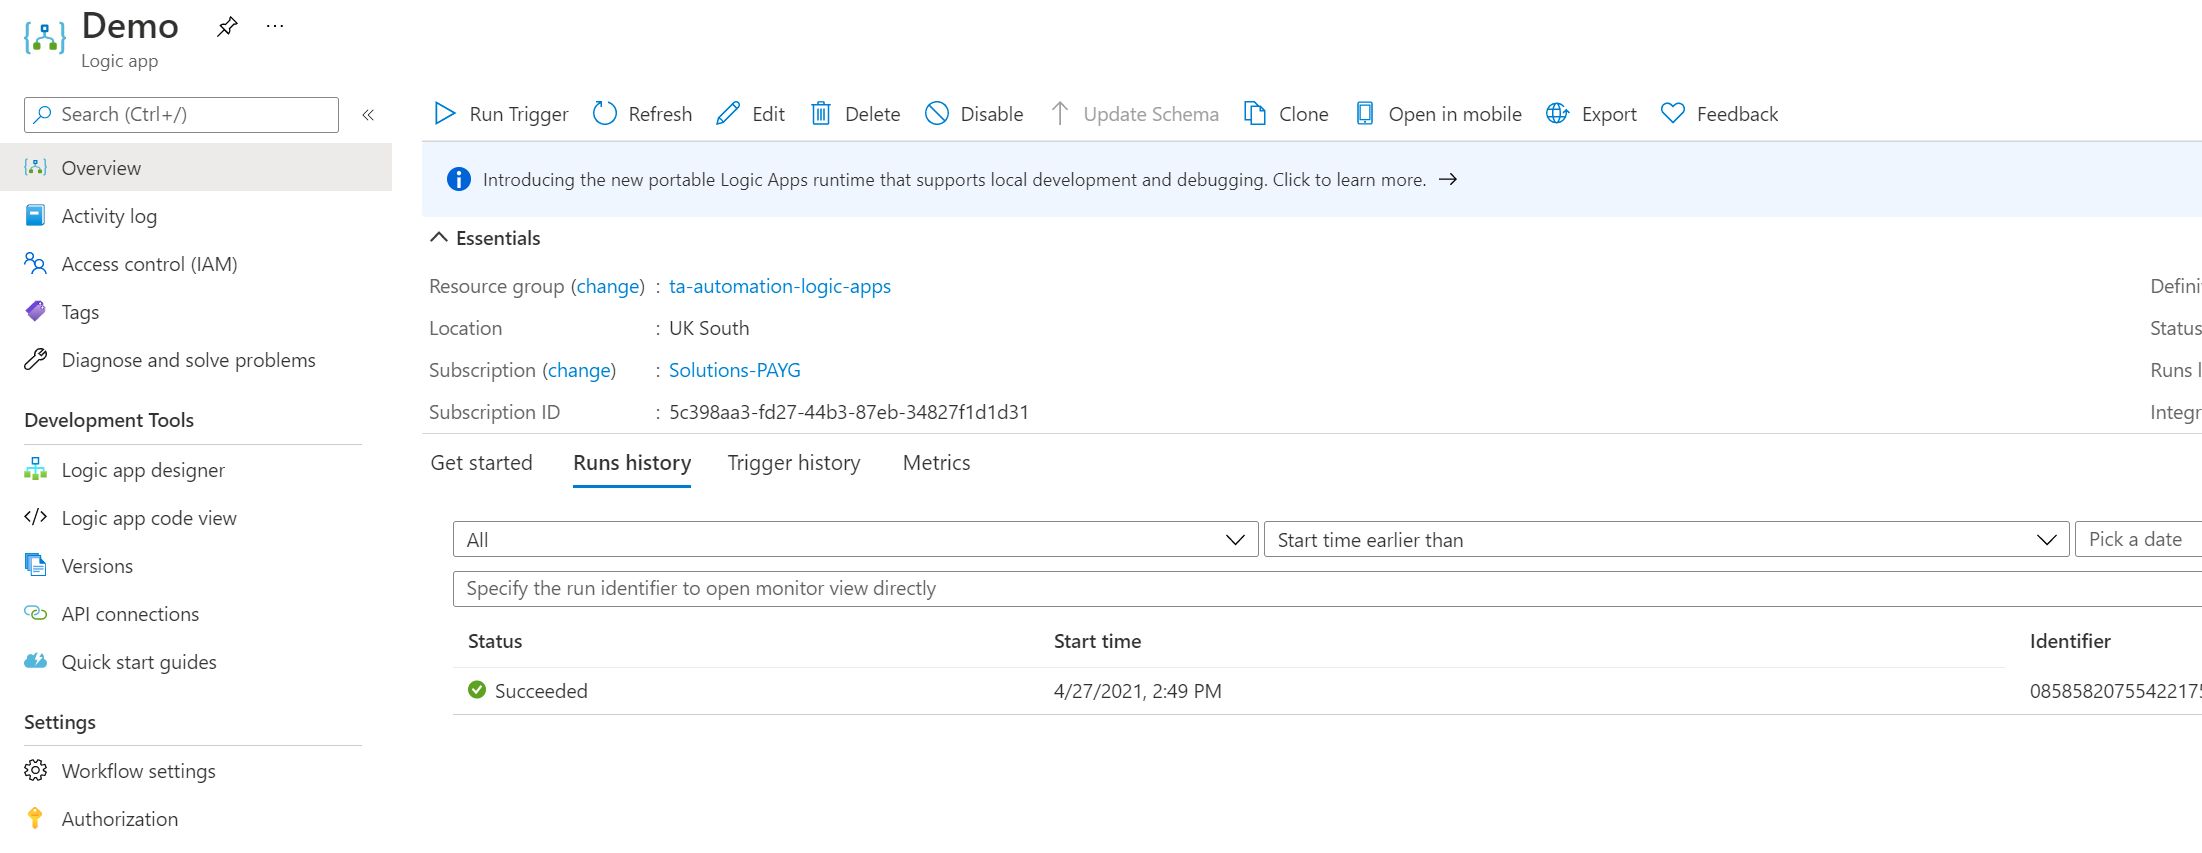 Demo
Logic app
Search (Ctrl+/)
Overview
Activity log
Access control (IAM)
Tags
Diagnose and solve problems
Development Tools
Logic app designer
Logic app code view
Versions
API connections
Quick start guides
Settings
Workflow settings
Authorization
Run Trigger Refresh Edit Delete Disable Update Schema Clone Open in mobile Export Feedback
Introducing the new portable Logic Apps runtime that supports local development and debugging. Click to learn more.
Essentials
Resource group (change) : ta-automation-logic-apps
Location : UK South
Status
Subscription (change) : Solutions-PAYG
Runs
Subscription ID : 5c398aa3-fd27-44b3-87eb-34827f1d1d31
Get started Runs history Trigger history Metrics
All Start time earlier than Pick a date
Specify the run identifier to open monitor view directly
Status Start time Identifier
Succeeded 4/27/2021, 2:49 PM 08585820755422175